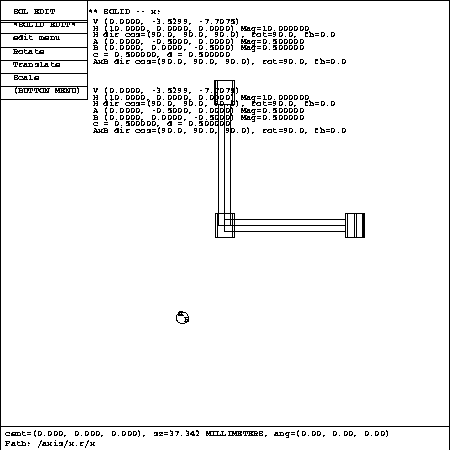 SOL EDIT
*SOLID EDIT*
edit menu
Rotate
Translate
Scale
(BUTTON MENU)
** SOLID -- x:
V (0.0000, -3.5299, -7.7075)
H (10.0000, 0.0000, 0.0000) Mag=10.000000
H dir cos=(90.0, 90.0, 90.0), rot=90.0, fb=0.0
A (0.0000, -0.5000, 0.0000) Mag=0.500000
B (0.0000, 0.0000, -0.5000) Mag=0.500000
c = 0.500000, d = 0.500000
AxB dir cos=(90.0, 90.0, 90.0), rot=90.0, fb=0.0
V (0.0000, -3.5299, -7.7075)
H (10.0000, 0.0000, 0.0000) Mag=10.000000
H dir cos=(90.0, 90.0, 90.0), rot=90.0, fb=0.0
A (0.0000, -0.5000, 0.0000) Mag=0.500000
B (0.0000, 0.0000, -0.5000) Mag=0.500000
c = 0.500000, d = 0.500000
AxB dir cos=(90.0, 90.0, 90.0), rot=90.0, fb=0.0
cent=(0.000, 0.000, 0.000), sz=37.342 MILLIMETERS, ang=(0.00, 0.00, 0.00)
Path: /axis/x.r/x